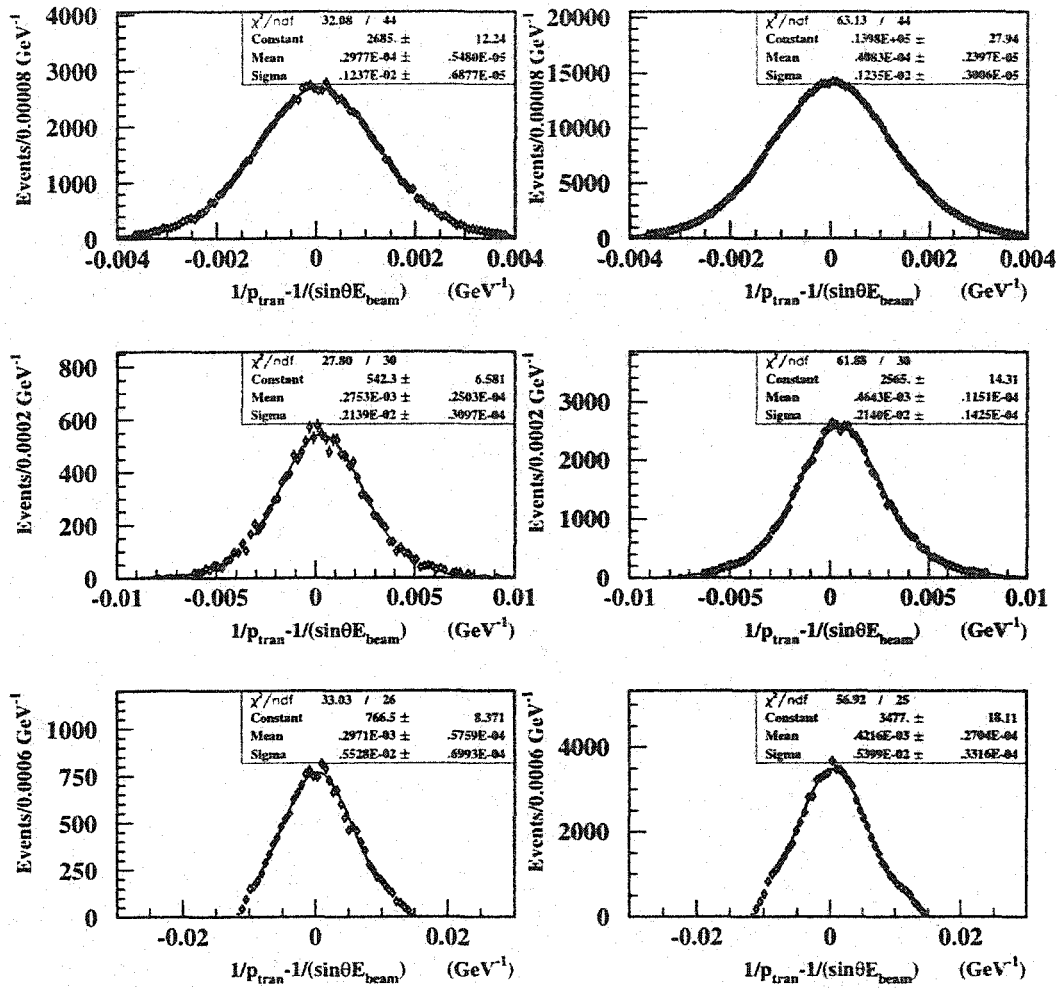 χ²/ndf 32.08 / 44
Constant 2685. ± 12.24
Mean .2977E-04 ± .5480E-05
Sigma .1237E-02 ± .6877E-05
Events/0.00008 GeV⁻¹
4000
3000
2000
1000
0
-0.004 -0.002 0 0.002 0.004
1/p_tran-1/(sinθE_beam) (GeV⁻¹)
χ²/ndf 63.13 / 44
Constant .1398E+05 ± 27.94
Mean .4083E-04 ± .2397E-05
Sigma .1235E-02 ± .3006E-05
Events/0.00008 GeV⁻¹
20000
15000
10000
5000
0
-0.004 -0.002 0 0.002 0.004
1/p_tran-1/(sinθE_beam) (GeV⁻¹)
χ²/ndf 27.80 / 30
Constant 542.3 ± 6.581
Mean .2753E-03 ± .2503E-04
Sigma .2139E-02 ± .3097E-04
Events/0.0002 GeV⁻¹
800
600
400
200
0
-0.01 -0.005 0 0.005 0.01
1/p_tran-1/(sinθE_beam) (GeV⁻¹)
χ²/ndf 61.88 / 30
Constant 2565. ± 14.31
Mean .4643E-03 ± .1151E-04
Sigma .2140E-02 ± .1425E-04
Events/0.0002 GeV⁻¹
3000
2000
1000
0
-0.01 -0.005 0 0.005 0.01
1/p_tran-1/(sinθE_beam) (GeV⁻¹)
χ²/ndf 33.03 / 26
Constant 766.5 ± 8.371
Mean .2971E-03 ± .5759E-04
Sigma .5528E-02 ± .6993E-04
Events/0.0006 GeV⁻¹
1000
750
500
250
0
-0.02 0 0.02
1/p_tran-1/(sinθE_beam) (GeV⁻¹)
χ²/ndf 56.92 / 25
Constant 3477. ± 18.11
Mean .4216E-03 ± .2704E-04
Sigma .5399E-02 ± .3316E-04
Events/0.0006 GeV⁻¹
4000
2000
0
-0.02 0 0.02
1/p_tran-1/(sinθE_beam) (GeV⁻¹)